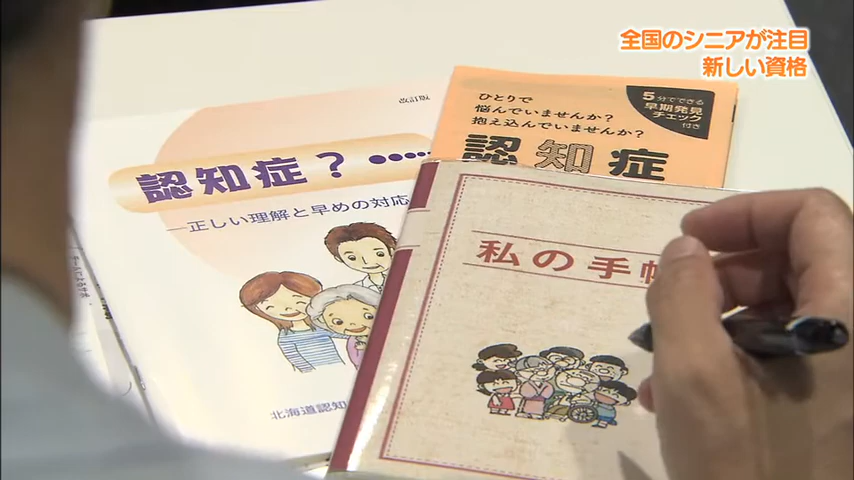 全国のシニアが注目
新しい資格
改訂版
認知症？ ●●●●…
―正しい理解と早めの対応
北海道認知
ひとりで
悩んでいませんか？
抱え込んでいませんか？
認知症
5分でできる
早期発見
チェック
付き
私の手帳